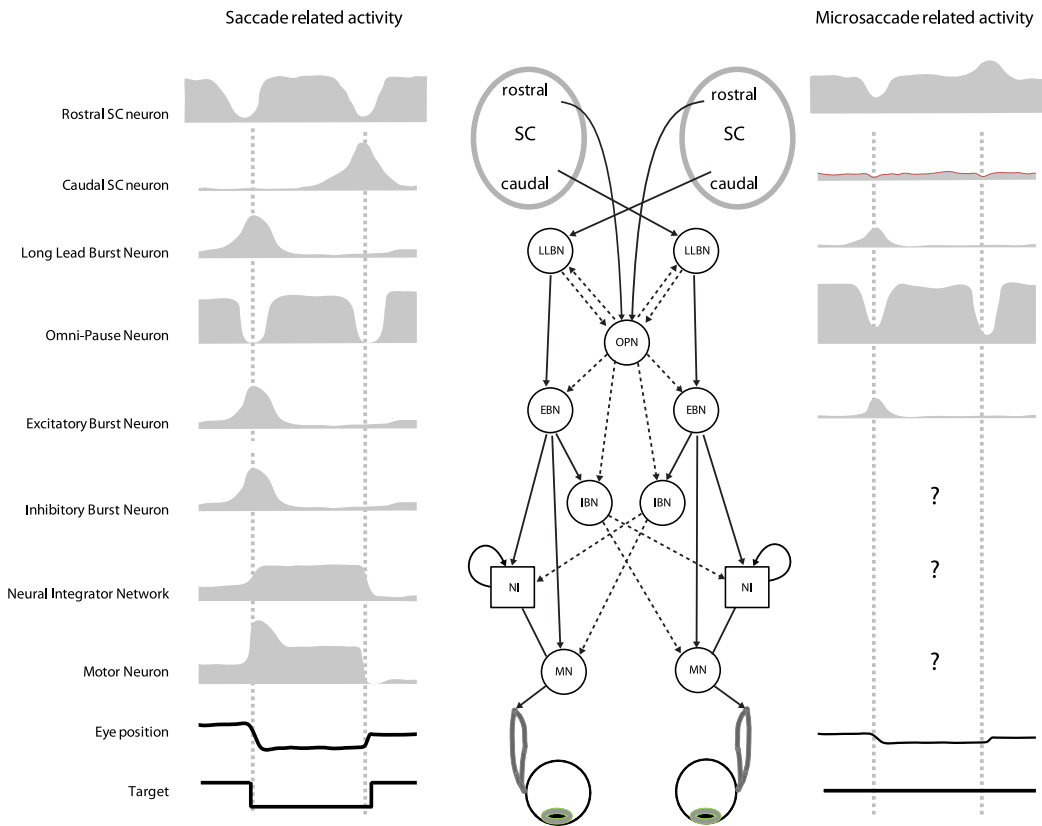 Saccade related activity
Microsaccade related activity
Rostral SC neuron
rostral
rostral
SC
SC
Caudal SC neuron
caudal
caudal
Long Lead Burst Neuron
LLBN
LLBN
Omni-Pause Neuron
OPN
Excitatory Burst Neuron
EBN
EBN
Inhibitory Burst Neuron
IBN
IBN
?
Neural Integrator Network
NI
NI
?
Motor Neuron
MN
MN
?
Eye position
Target